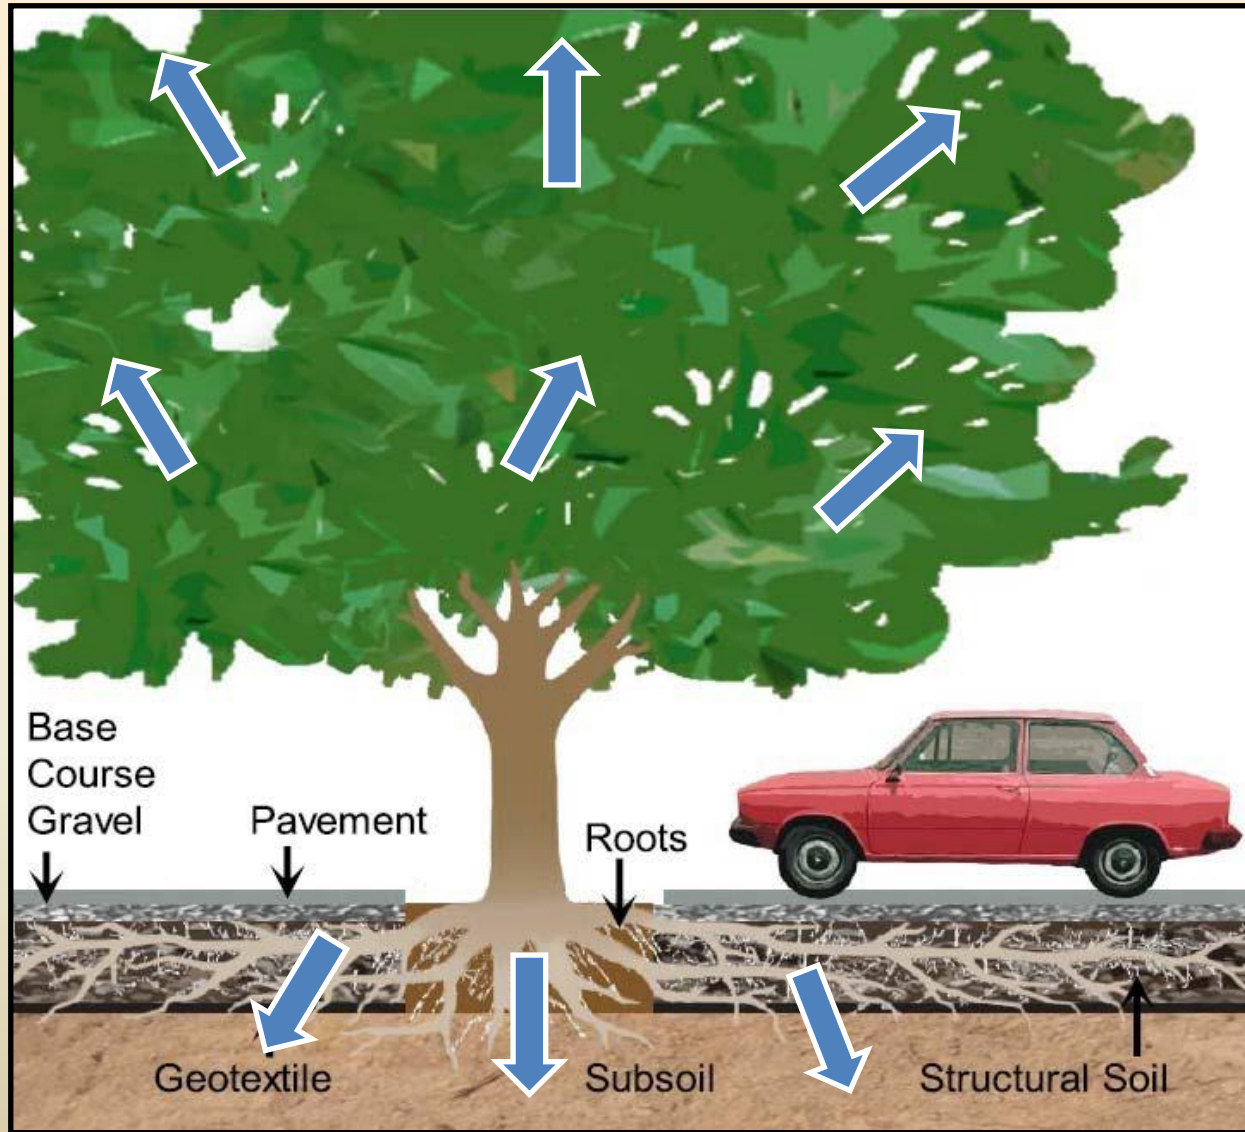 Base
Course
Gravel
Pavement
Roots
Geotextile
Subsoil
Structural Soil